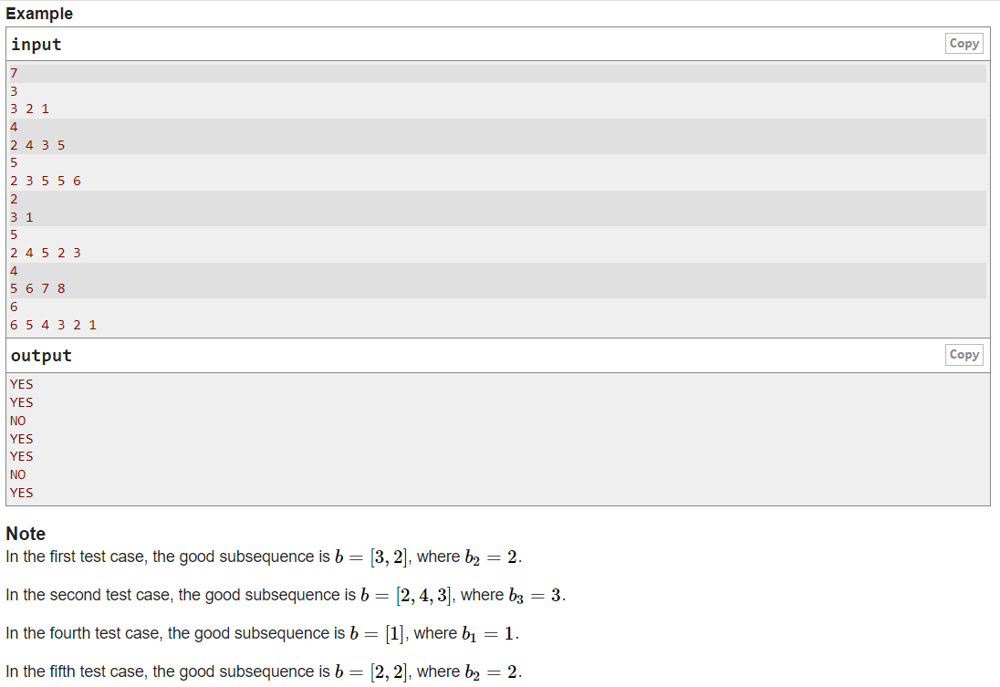 Example
input
Copy
7
3
3 2 1
4
2 4 3 5
5
2 3 5 5 6
2
3 1
5
2 4 5 2 3
4
5 6 7 8
6
6 5 4 3 2 1
output
Copy
YES
YES
NO
YES
YES
NO
YES
Note
In the first test case, the good subsequence is b = [3, 2], where b₂ = 2.
In the second test case, the good subsequence is b = [2, 4, 3], where b₃ = 3.
In the fourth test case, the good subsequence is b = [1], where b₁ = 1.
In the fifth test case, the good subsequence is b = [2, 2], where b₂ = 2.